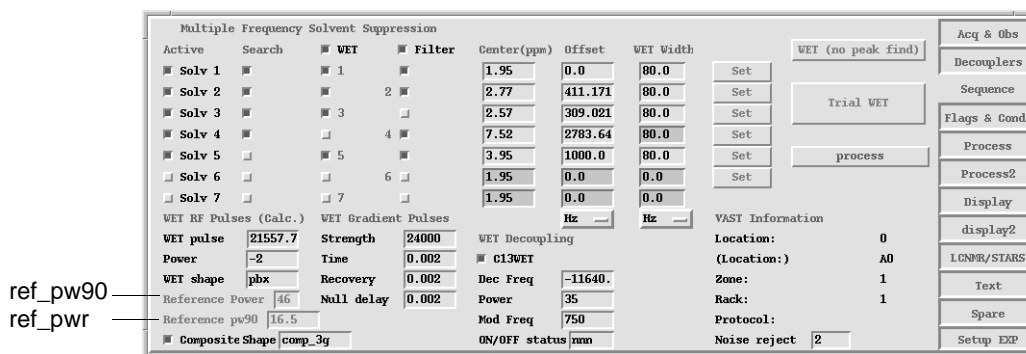 Multiple Frequency Solvent Suppression
Active Search WET Filter Center(ppm) Offset WET Width WET (no peak find)
Solv 1 1 1.95 0.0 80.0 Set
Solv 2 2 2.77 411.171 80.0 Set
Solv 3 3 2.57 309.021 80.0 Set
Trial WET
Solv 4 4 7.52 2783.64 80.0 Set
Solv 5 5 3.95 1000.0 80.0 Set process
Solv 6 6 1.95 0.0 0.0 Set
Solv 7 7 1.95 0.0 0.0
Hz Hz
WET RF Pulses (Calc.) WET Gradient Pulses VAST Information
WET pulse 21557.7 Strength 24000 WET Decoupling Location: 0
Power -2 Time 0.002 C13WET (Location:) A0
WET shape pbx Recovery 0.002 Dec Freq -11640. Zone: 1
ref_pw90 Reference Power 46 Null delay 0.002 Power 35 Rack: 1
ref_pwr Reference pw90 16.5 Mod Freq 750 Protocol:
Composite Shape comp_3g ON/OFF status nnn Noise reject 2
Acq & Obs
Decouplers
Sequence
Flags & Cond
Process
Process2
Display
display2
LCNMR/STARS
Text
Spare
Setup EXP